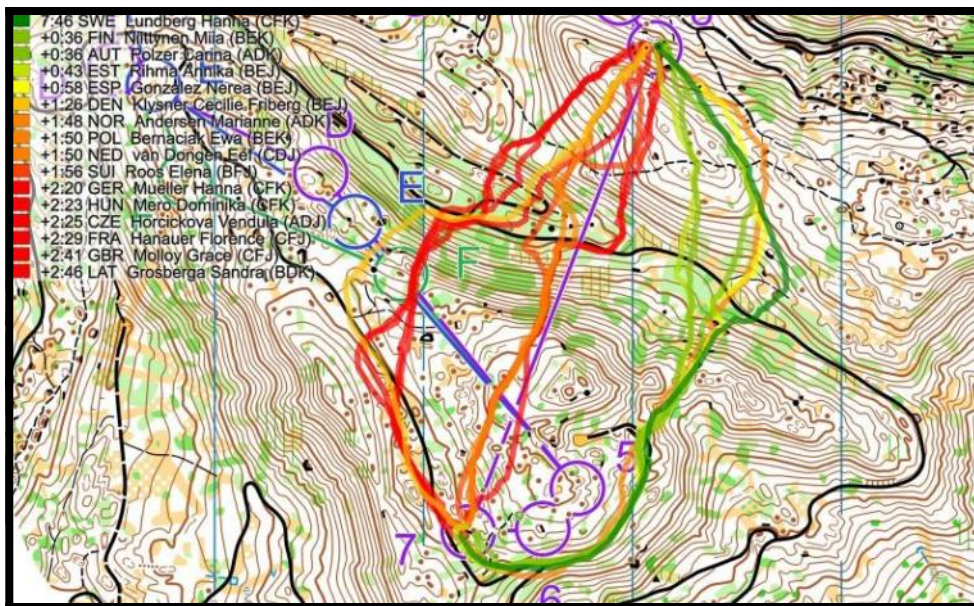 7:46 SWE Lundberg Hanna (CFK)
+0:36 FIN Niittynen Miia (BEK)
+0:36 AUT Polzer Carina (ADK)
+0:43 EST Rihma Annika (BEJ)
+0:58 ESP González Nerea (BEJ)
+1:26 DEN Klysner Cecilie Friberg (BEJ)
+1:48 NOR Andersen Marianne (ADK)
+1:50 POL Bernaciak Ewa (BEK)
+1:50 NED van Dongen Eef (CDJ)
+1:56 SUI Roos Elena (BFJ)
+2:20 GER Mueller Hanna (CFK)
+2:23 HUN Mero Dominika (CFK)
+2:25 CZE Horcickova Vendula (ADJ)
+2:29 FRA Hanauer Florence (CFJ)
+2:41 GBR Molloy Grace (CFJ)
+2:46 LAT Grosberga Sandra (BDK)
D
E
F
5
7
6